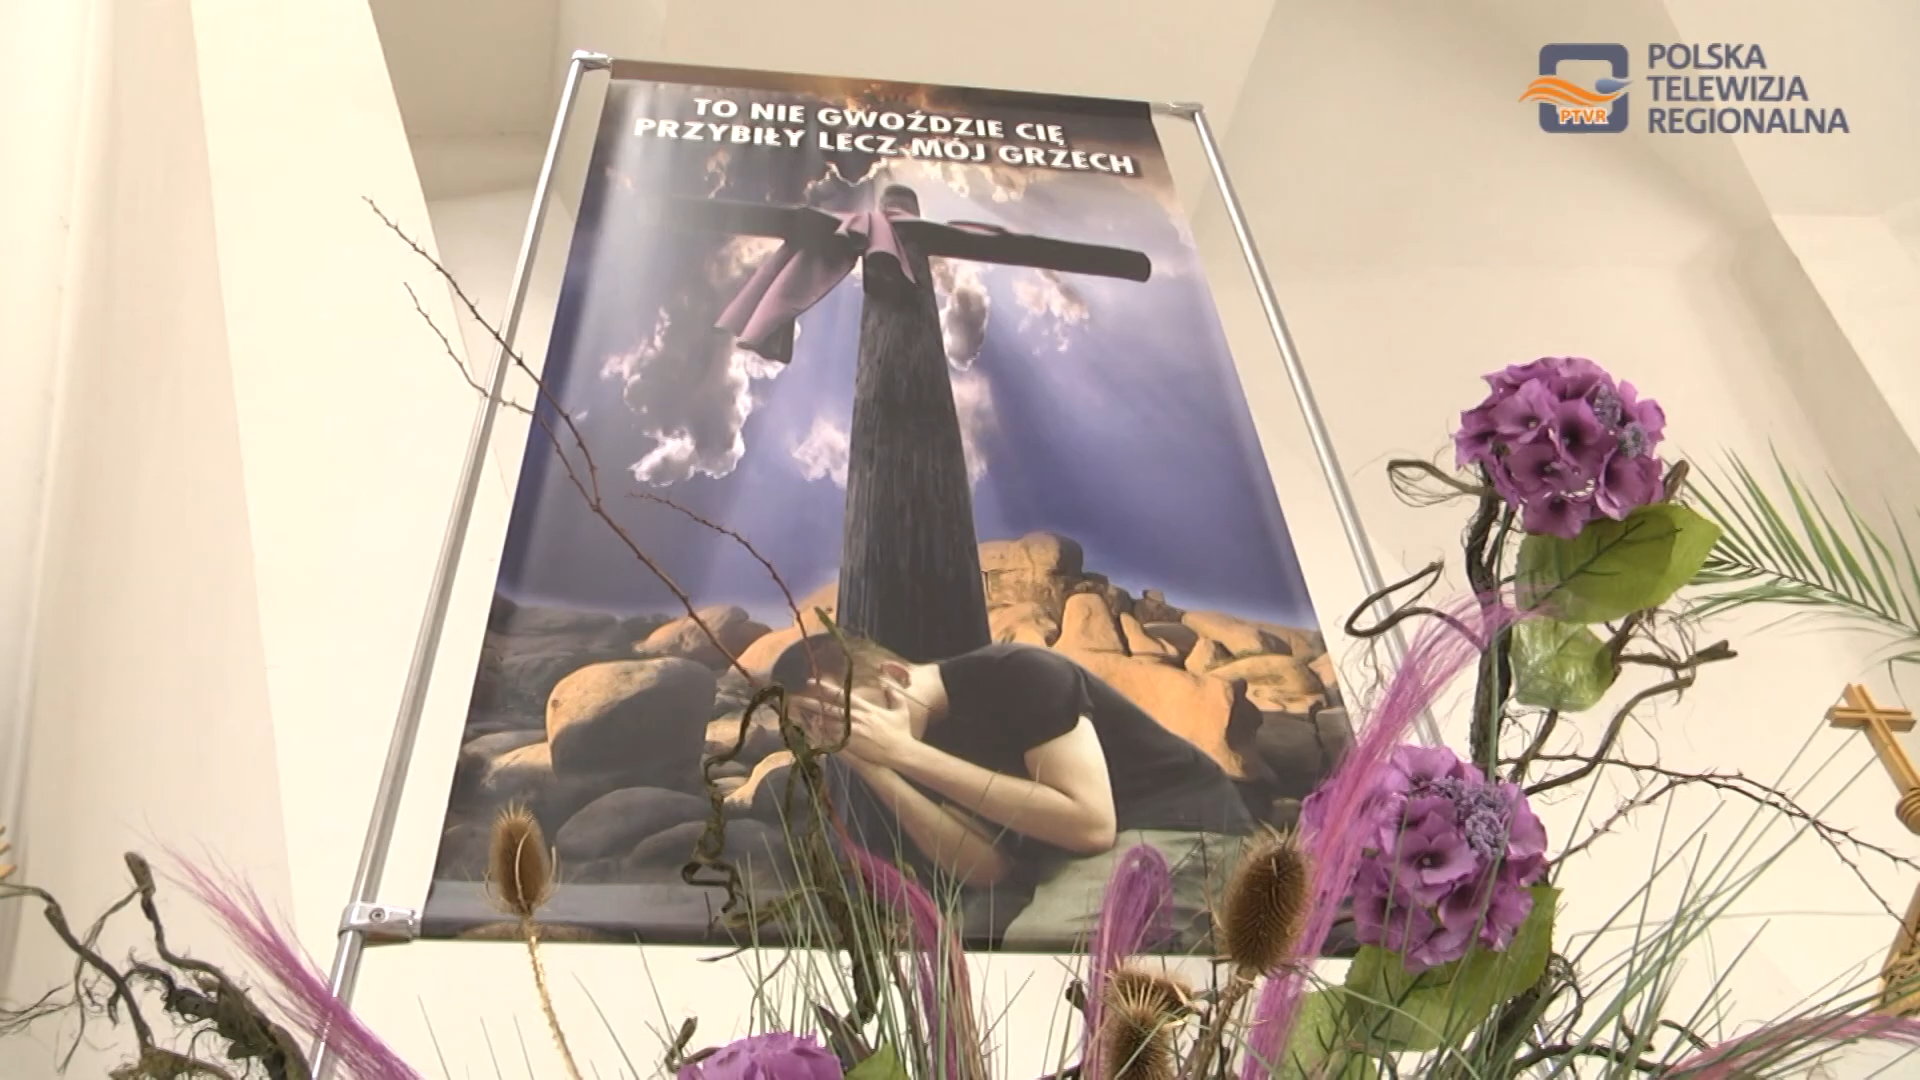 TO NIE GWOŹDZIE CIĘ
PRZYBIŁY LECZ MÓJ GRZECH
POLSKA
TELEWIZJA
REGIONALNA
PTVR